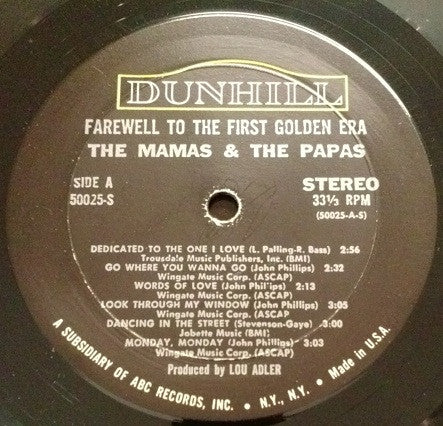 DUNHILL
FAREWELL TO THE FIRST GOLDEN ERA
THE MAMAS & THE PAPAS
SIDE A
50025-S
STEREO
33⅓ RPM
(50025-A-S)
DEDICATED TO THE ONE I LOVE (L. Palling-R. Bass) 2:56
Trousdale Music Publishers, Inc. (BMI)
GO WHERE YOU WANNA GO (John Phillips) 2:32
Wingate Music Corp. (ASCAP)
WORDS OF LOVE (John Phillips) 2:13
Wingate Music Corp. (ASCAP
LOOK THROUGH MY WINDOW (John Phillips) 3:05
Wingate Music Corp. (ASCAP
DANCING IN THE STREET (Stevenson-Gaye) 3:00
Jobette Music (BMI)
MONDAY, MONDAY (John Phillips) 3:03
Wingate Music Corp. (ASCAP)
Produced by LOU ADLER
A SUBSIDIARY OF ABC RECORDS, INC. • N.Y., N.Y. • Made in U.S.A.